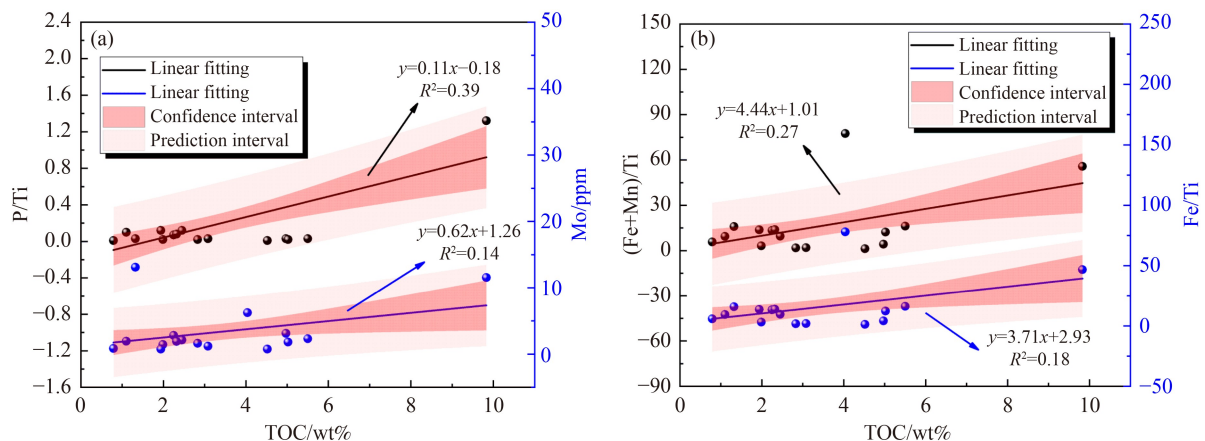 (a)
Linear fitting
Linear fitting
Confidence interval
Prediction interval
y=0.11x−0.18
R²=0.39
y=0.62x+1.26
R²=0.14
P/Ti
2.4
2.0
1.6
1.2
0.8
0.4
0.0
−0.4
−0.8
−1.2
−1.6
Mo/ppm
50
40
30
20
10
0
0
2
4
6
8
10
TOC/wt%
(b)
Linear fitting
Linear fitting
Confidence interval
Prediction interval
y=4.44x+1.01
R²=0.27
y=3.71x+2.93
R²=0.18
(Fe+Mn)/Ti
150
120
90
60
30
0
−30
−60
−90
Fe/Ti
250
200
150
100
50
0
−50
0
2
4
6
8
10
TOC/wt%